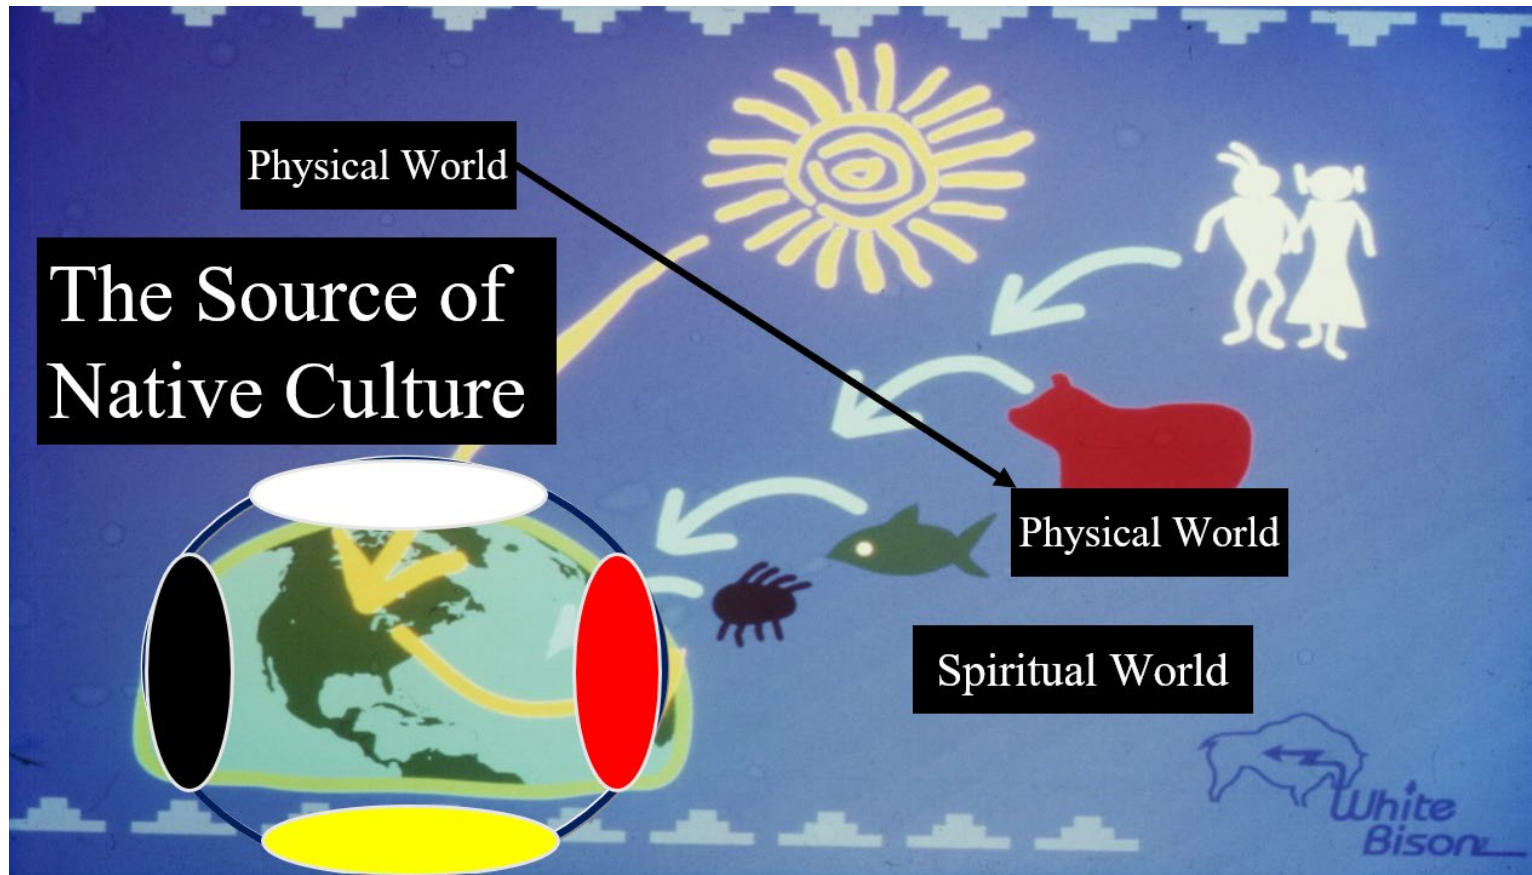 Physical World
The Source of
Native Culture
Physical World
Spiritual World
White
Bison